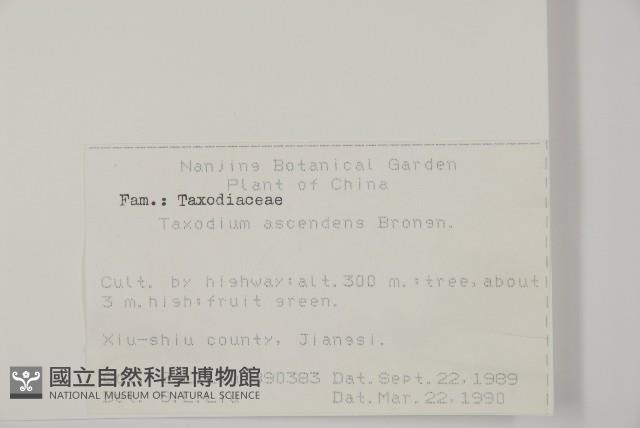 Nanjing Botanical Garden
Plant of China
Fam.: Taxodiaceae
Taxodium ascendens Brongn.
Cult. by highway; alt. 300 m.; tree, about
3 m. high; fruit green.
Xiu-shiu county, Jiangsi.
890383 Dat. Sept. 22, 1989
Dat. Mar. 22, 1990
國立自然科學博物館
NATIONAL MUSEUM OF NATURAL SCIENCE